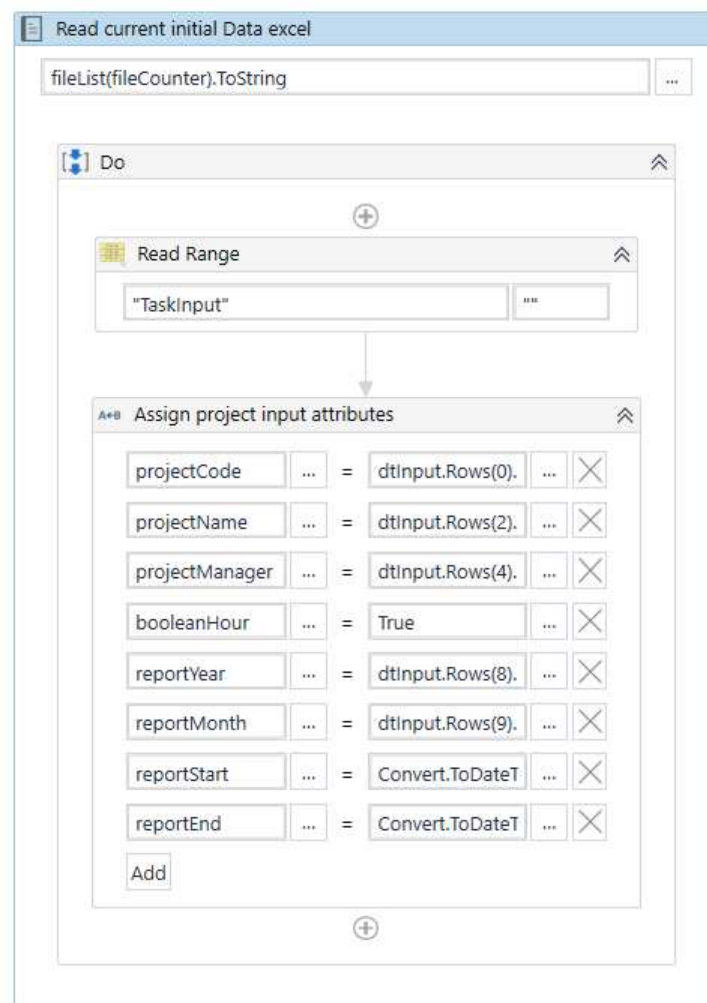 Read current initial Data excel
fileList(fileCounter).ToString ...
Do
Read Range
"TaskInput" ""
A←B Assign project input attributes
projectCode ... = dtInput.Rows(0). ...
projectName ... = dtInput.Rows(2). ...
projectManager ... = dtInput.Rows(4). ...
booleanHour ... = True ...
reportYear ... = dtInput.Rows(8). ...
reportMonth ... = dtInput.Rows(9). ...
reportStart ... = Convert.ToDateT ...
reportEnd ... = Convert.ToDateT ...
Add